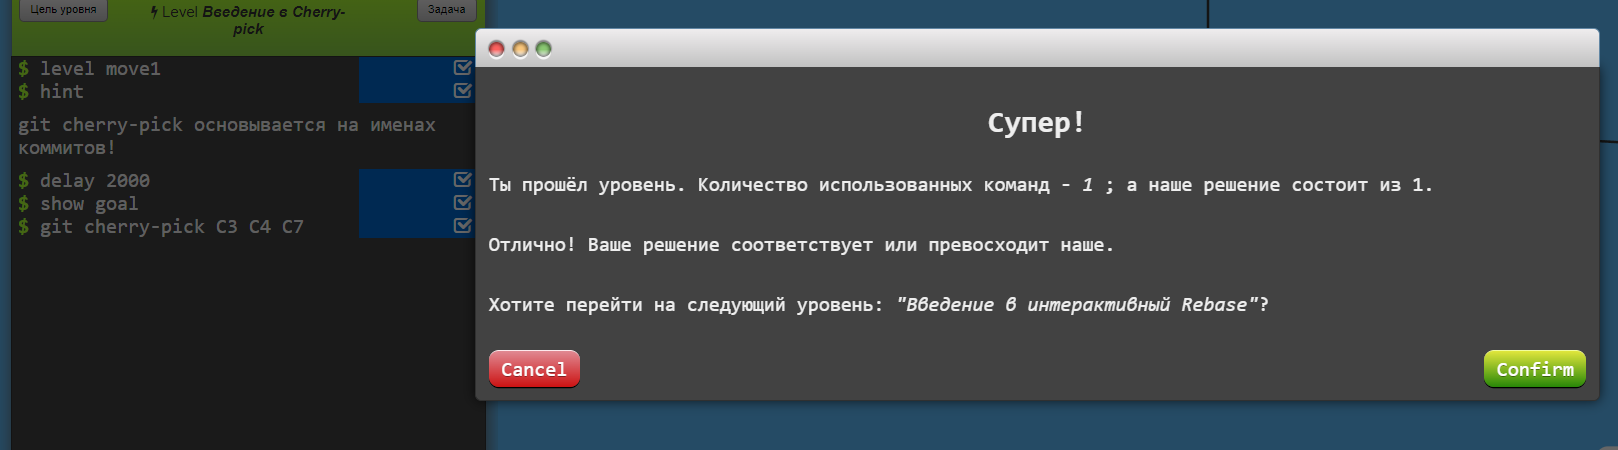 Цель уровня
Level Введение в Cherry-
pick
Задача
$ level move1
$ hint
git cherry-pick основывается на именах
коммитов!
$ delay 2000
$ show goal
$ git cherry-pick C3 C4 C7
Супер!
Ты прошёл уровень. Количество использованных команд - 1 ; а наше решение состоит из 1.
Отлично! Ваше решение соответствует или превосходит наше.
Хотите перейти на следующий уровень: "Введение в интерактивный Rebase"?
Cancel
Confirm